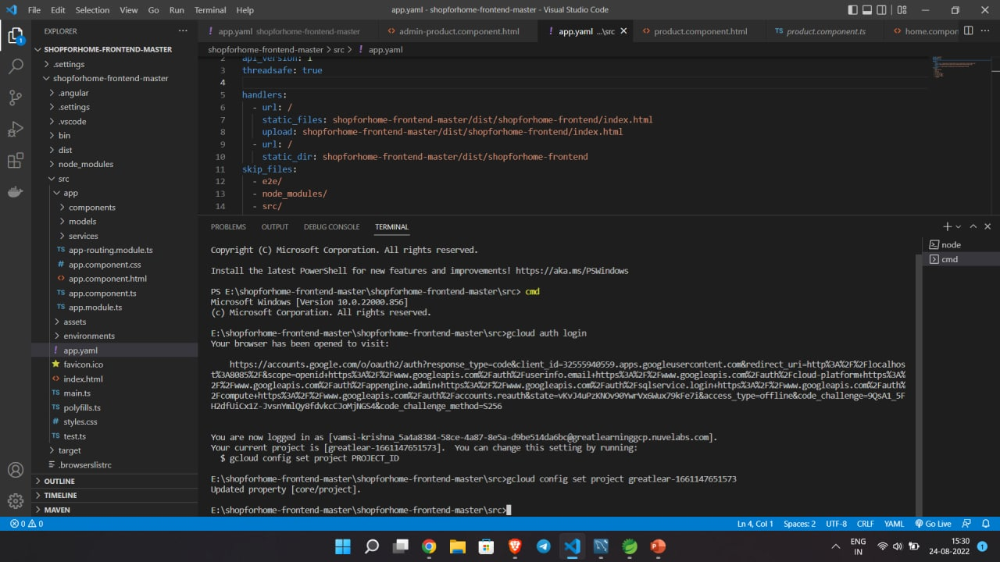 File Edit Selection View Go Run Terminal Help
app.yaml - shopforhome-frontend-master - Visual Studio Code
EXPLORER
app.yaml shopforhome-frontend-master
admin-product.component.html
app.yaml ...\src
product.component.html
product.component.ts
home.compon
SHOPFORHOME-FRONTEND-MASTER
.settings
shopforhome-frontend-master
.angular
.settings
.vscode
bin
dist
node_modules
src
app
components
models
services
app-routing.module.ts
app.component.css
app.component.html
app.component.ts
app.module.ts
assets
environments
app.yaml
favicon.ico
index.html
main.ts
polyfills.ts
styles.css
test.ts
target
.browserslistrc
OUTLINE
TIMELINE
MAVEN
shopforhome-frontend-master > src > ! app.yaml
2 api_version: 1
3 threadsafe: true
4
5 handlers:
6 - url: /
7 static_files: shopforhome-frontend-master/dist/shopforhome-frontend/index.html
8 upload: shopforhome-frontend-master/dist/shopforhome-frontend/index.html
9 - url: /
10 static_dir: shopforhome-frontend-master/dist/shopforhome-frontend
11 skip_files:
12 - e2e/
13 - node_modules/
14 - src/
PROBLEMS OUTPUT DEBUG CONSOLE TERMINAL
node
cmd
Copyright (C) Microsoft Corporation. All rights reserved.
Install the latest PowerShell for new features and improvements! https://aka.ms/PSWindows
PS E:\shopforhome-frontend-master\shopforhome-frontend-master\src> cmd
Microsoft Windows [Version 10.0.22000.856]
(c) Microsoft Corporation. All rights reserved.
E:\shopforhome-frontend-master\shopforhome-frontend-master\src>gcloud auth login
Your browser has been opened to visit:
https://accounts.google.com/o/oauth2/auth?response_type=code&client_id=32555940559.apps.googleusercontent.com&redirect_uri=http%3A%2F%2Flocalhos
t%3A8085%2F&scope=openid+https%3A%2F%2Fwww.googleapis.com%2Fauth%2Fuserinfo.email+https%3A%2F%2Fwww.googleapis.com%2Fauth%2Fcloud-platform+https%3A%
2F%2Fwww.googleapis.com%2Fauth%2Fappengine.admin+https%3A%2F%2Fwww.googleapis.com%2Fauth%2Fsqlservice.login+https%3A%2F%2Fwww.googleapis.com%2Fauth%
2Fcompute+https%3A%2F%2Fwww.googleapis.com%2Fauth%2Faccounts.reauth&state=vKvJ4uPzKNOv90YwrVx6Wux79kFe7i&access_type=offline&code_challenge=9QsA1_5F
H2dfUiCx1Z-JvsnYmlQy8fdvkcCJoMjNGS4&code_challenge_method=S256
You are now logged in as [vamsi-krishna_5a4a8384-58ce-4a87-8e5a-d9be514da6bc@greatlearninggcp.nuvelabs.com].
Your current project is [greatlear-1661147651573]. You can change this setting by running:
$ gcloud config set project PROJECT_ID
E:\shopforhome-frontend-master\shopforhome-frontend-master\src>gcloud config set project greatlear-1661147651573
Updated property [core/project].
E:\shopforhome-frontend-master\shopforhome-frontend-master\src>
0 0
Ln 4, Col 1 Spaces: 2 UTF-8 CRLF YAML Go Live
ENG
IN
15:30
24-08-2022
1